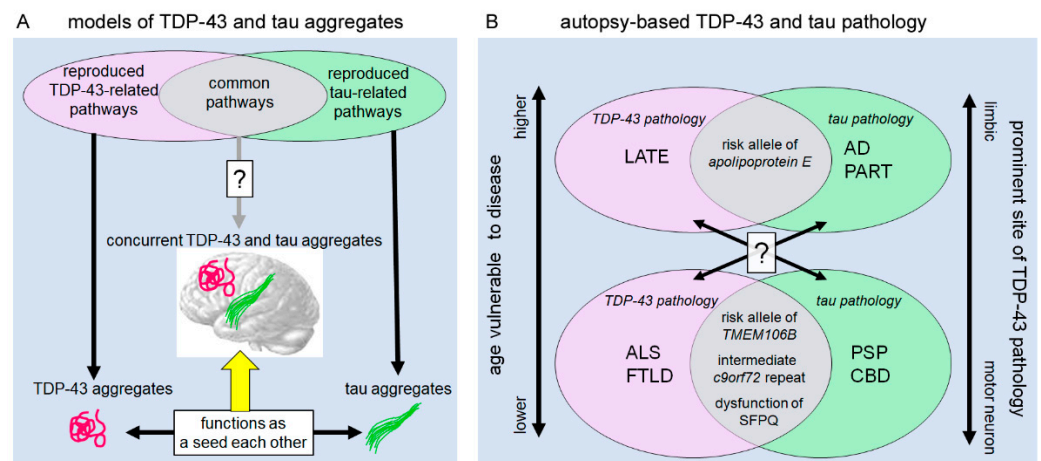 A models of TDP-43 and tau aggregates
reproduced
TDP-43-related
pathways
common
pathways
reproduced
tau-related
pathways
?
concurrent TDP-43 and tau aggregates
TDP-43 aggregates
tau aggregates
functions as
a seed each other
B autopsy-based TDP-43 and tau pathology
age vulnerable to disease
higher
lower
TDP-43 pathology
LATE
risk allele of
apolipoprotein E
tau pathology
AD
PART
?
TDP-43 pathology
ALS
FTLD
risk allele of
TMEM106B
intermediate
c9orf72 repeat
dysfunction of
SFPQ
tau pathology
PSP
CBD
limbic
motor neuron
prominent site of TDP-43 pathology